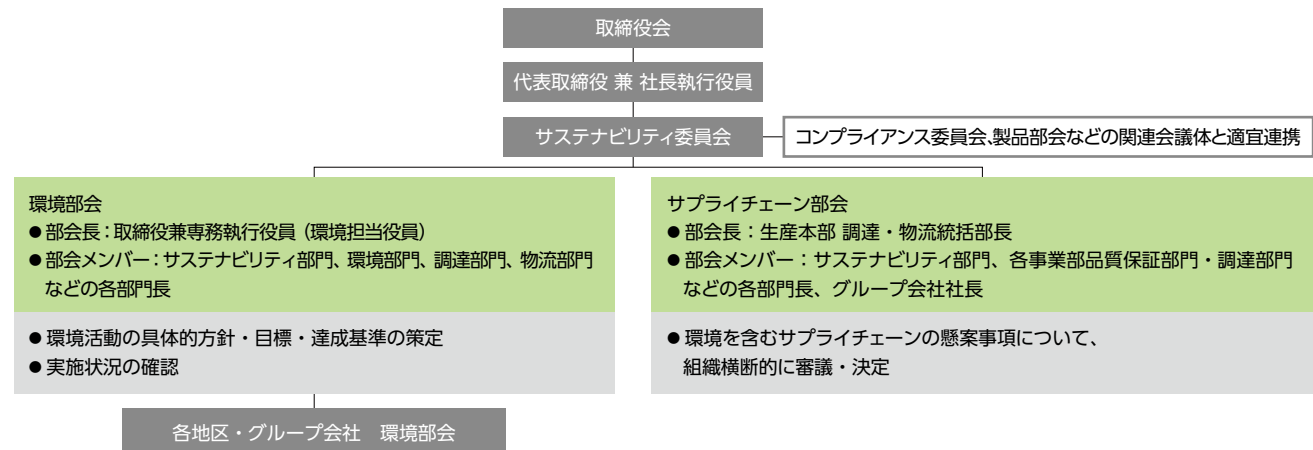 取締役会
代表取締役 兼 社長執行役員
サステナビリティ委員会
コンプライアンス委員会、製品部会などの関連会議体と適宜連携
環境部会
●部会長：取締役兼専務執行役員（環境担当役員）
●部会メンバー：サステナビリティ部門、環境部門、調達部門、物流部門
などの各部門長
●環境活動の具体的方針・目標・達成基準の策定
●実施状況の確認
各地区・グループ会社　環境部会
サプライチェーン部会
●部会長：生産本部 調達・物流統括部長
●部会メンバー：サステナビリティ部門、各事業部品質保証部門・調達部門
などの各部門長、グループ会社社長
●環境を含むサプライチェーンの懸案事項について、
組織横断的に審議・決定